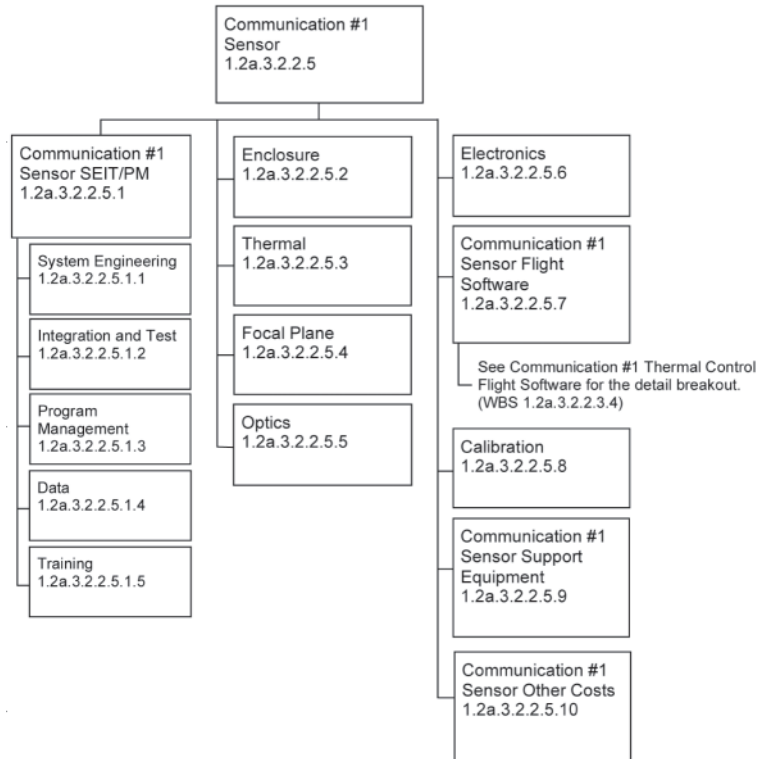 Communication #1
Sensor
1.2a.3.2.2.5
Communication #1
Sensor SEIT/PM
1.2a.3.2.2.5.1
System Engineering
1.2a.3.2.2.5.1.1
Integration and Test
1.2a.3.2.2.5.1.2
Program
Management
1.2a.3.2.2.5.1.3
Data
1.2a.3.2.2.5.1.4
Training
1.2a.3.2.2.5.1.5
Enclosure
1.2a.3.2.2.5.2
Thermal
1.2a.3.2.2.5.3
Focal Plane
1.2a.3.2.2.5.4
Optics
1.2a.3.2.2.5.5
Electronics
1.2a.3.2.2.5.6
Communication #1
Sensor Flight
Software
1.2a.3.2.2.5.7
See Communication #1 Thermal Control
Flight Software for the detail breakout.
(WBS 1.2a.3.2.2.3.4)
Calibration
1.2a.3.2.2.5.8
Communication #1
Sensor Support
Equipment
1.2a.3.2.2.5.9
Communication #1
Sensor Other Costs
1.2a.3.2.2.5.10